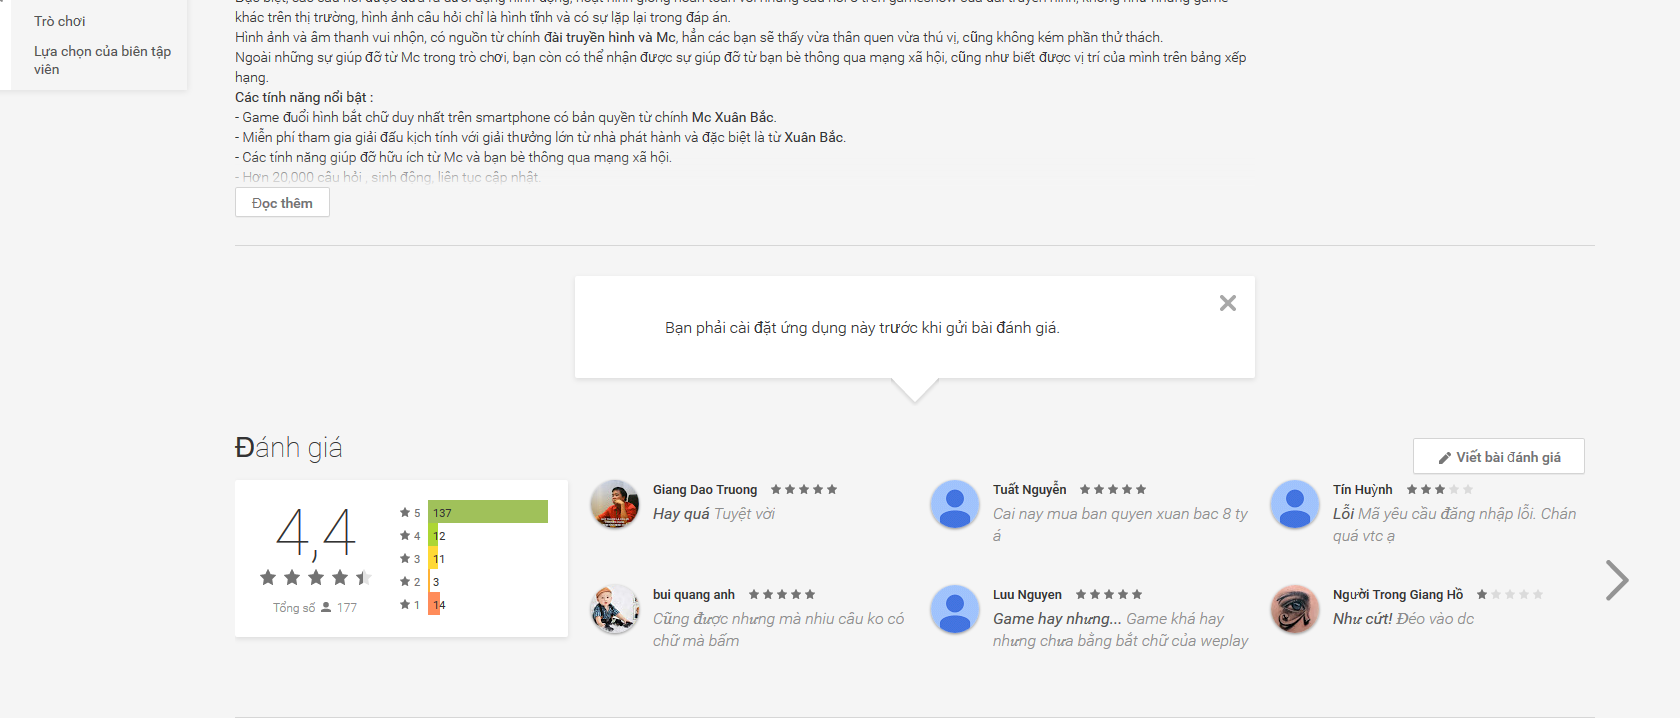 Trò chơi
Lựa chọn của biên tập
viên
khác trên thị trường, hình ảnh câu hỏi chỉ là hình tĩnh và có sự lặp lại trong đáp án.
Hình ảnh và âm thanh vui nhộn, có nguồn từ chính đài truyền hình và Mc, hẳn các bạn sẽ thấy vừa thân quen vừa thú vị, cũng không kém phần thử thách.
Ngoài những sự giúp đỡ từ Mc trong trò chơi, bạn còn có thể nhận được sự giúp đỡ từ bạn bè thông qua mạng xã hội, cũng như biết được vị trí của mình trên bảng xếp
hạng.
Các tính năng nổi bật :
- Game đuổi hình bắt chữ duy nhất trên smartphone có bản quyền từ chính Mc Xuân Bắc.
- Miễn phí tham gia giải đấu kịch tính với giải thưởng lớn từ nhà phát hành và đặc biệt là từ Xuân Bắc.
- Các tính năng giúp đỡ hữu ích từ Mc và bạn bè thông qua mạng xã hội.
- Hơn 20,000 câu hỏi , sinh động, liên tục cập nhật.
Đọc thêm
Bạn phải cài đặt ứng dụng này trước khi gửi bài đánh giá.
Đánh giá
Viết bài đánh giá
4,4
Tổng số 177
5 137
4 12
3 11
2 3
1 14
Giang Dao Truong
Hay quá Tuyệt vời
Tuất Nguyễn
Cai nay mua ban quyen xuan bac 8 ty
á
Tín Huỳnh
Lỗi Mã yêu cầu đăng nhập lỗi. Chán
quá vtc ạ
bui quang anh
Cũng được nhưng mà nhiu câu ko có
chữ mà bấm
Luu Nguyen
Game hay nhưng... Game khá hay
nhưng chưa bằng bắt chữ của weplay
Người Trong Giang Hồ
Như cứt! Đéo vào dc